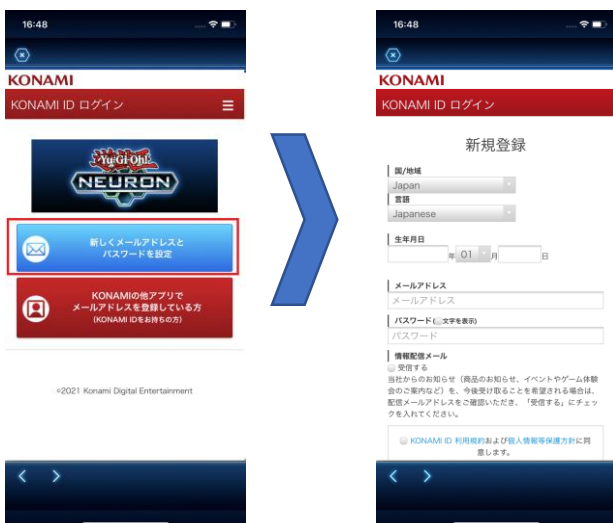 16:48
KONAMI
KONAMI ID ログイン
Yu-Gi-Oh!
NEURON
新しくメールアドレスと
パスワードを設定
KONAMIの他アプリで
メールアドレスを登録している方
(KONAMI IDをお持ちの方)
©2021 Konami Digital Entertainment
16:48
KONAMI
KONAMI ID ログイン
新規登録
国/地域
Japan
言語
Japanese
生年月日
年 01 月 日
メールアドレス
メールアドレス
パスワード(文字を表示)
パスワード
情報配信メール
受信する
当社からのお知らせ（商品のお知らせ、イベントやゲーム体験
会のご案内など）を、今後受け取ることを希望される場合は、
配信メールアドレスをご確認いただき、「受信する」にチェッ
クを入れてください。
KONAMI ID 利用規約および個人情報等保護方針に同
意します。